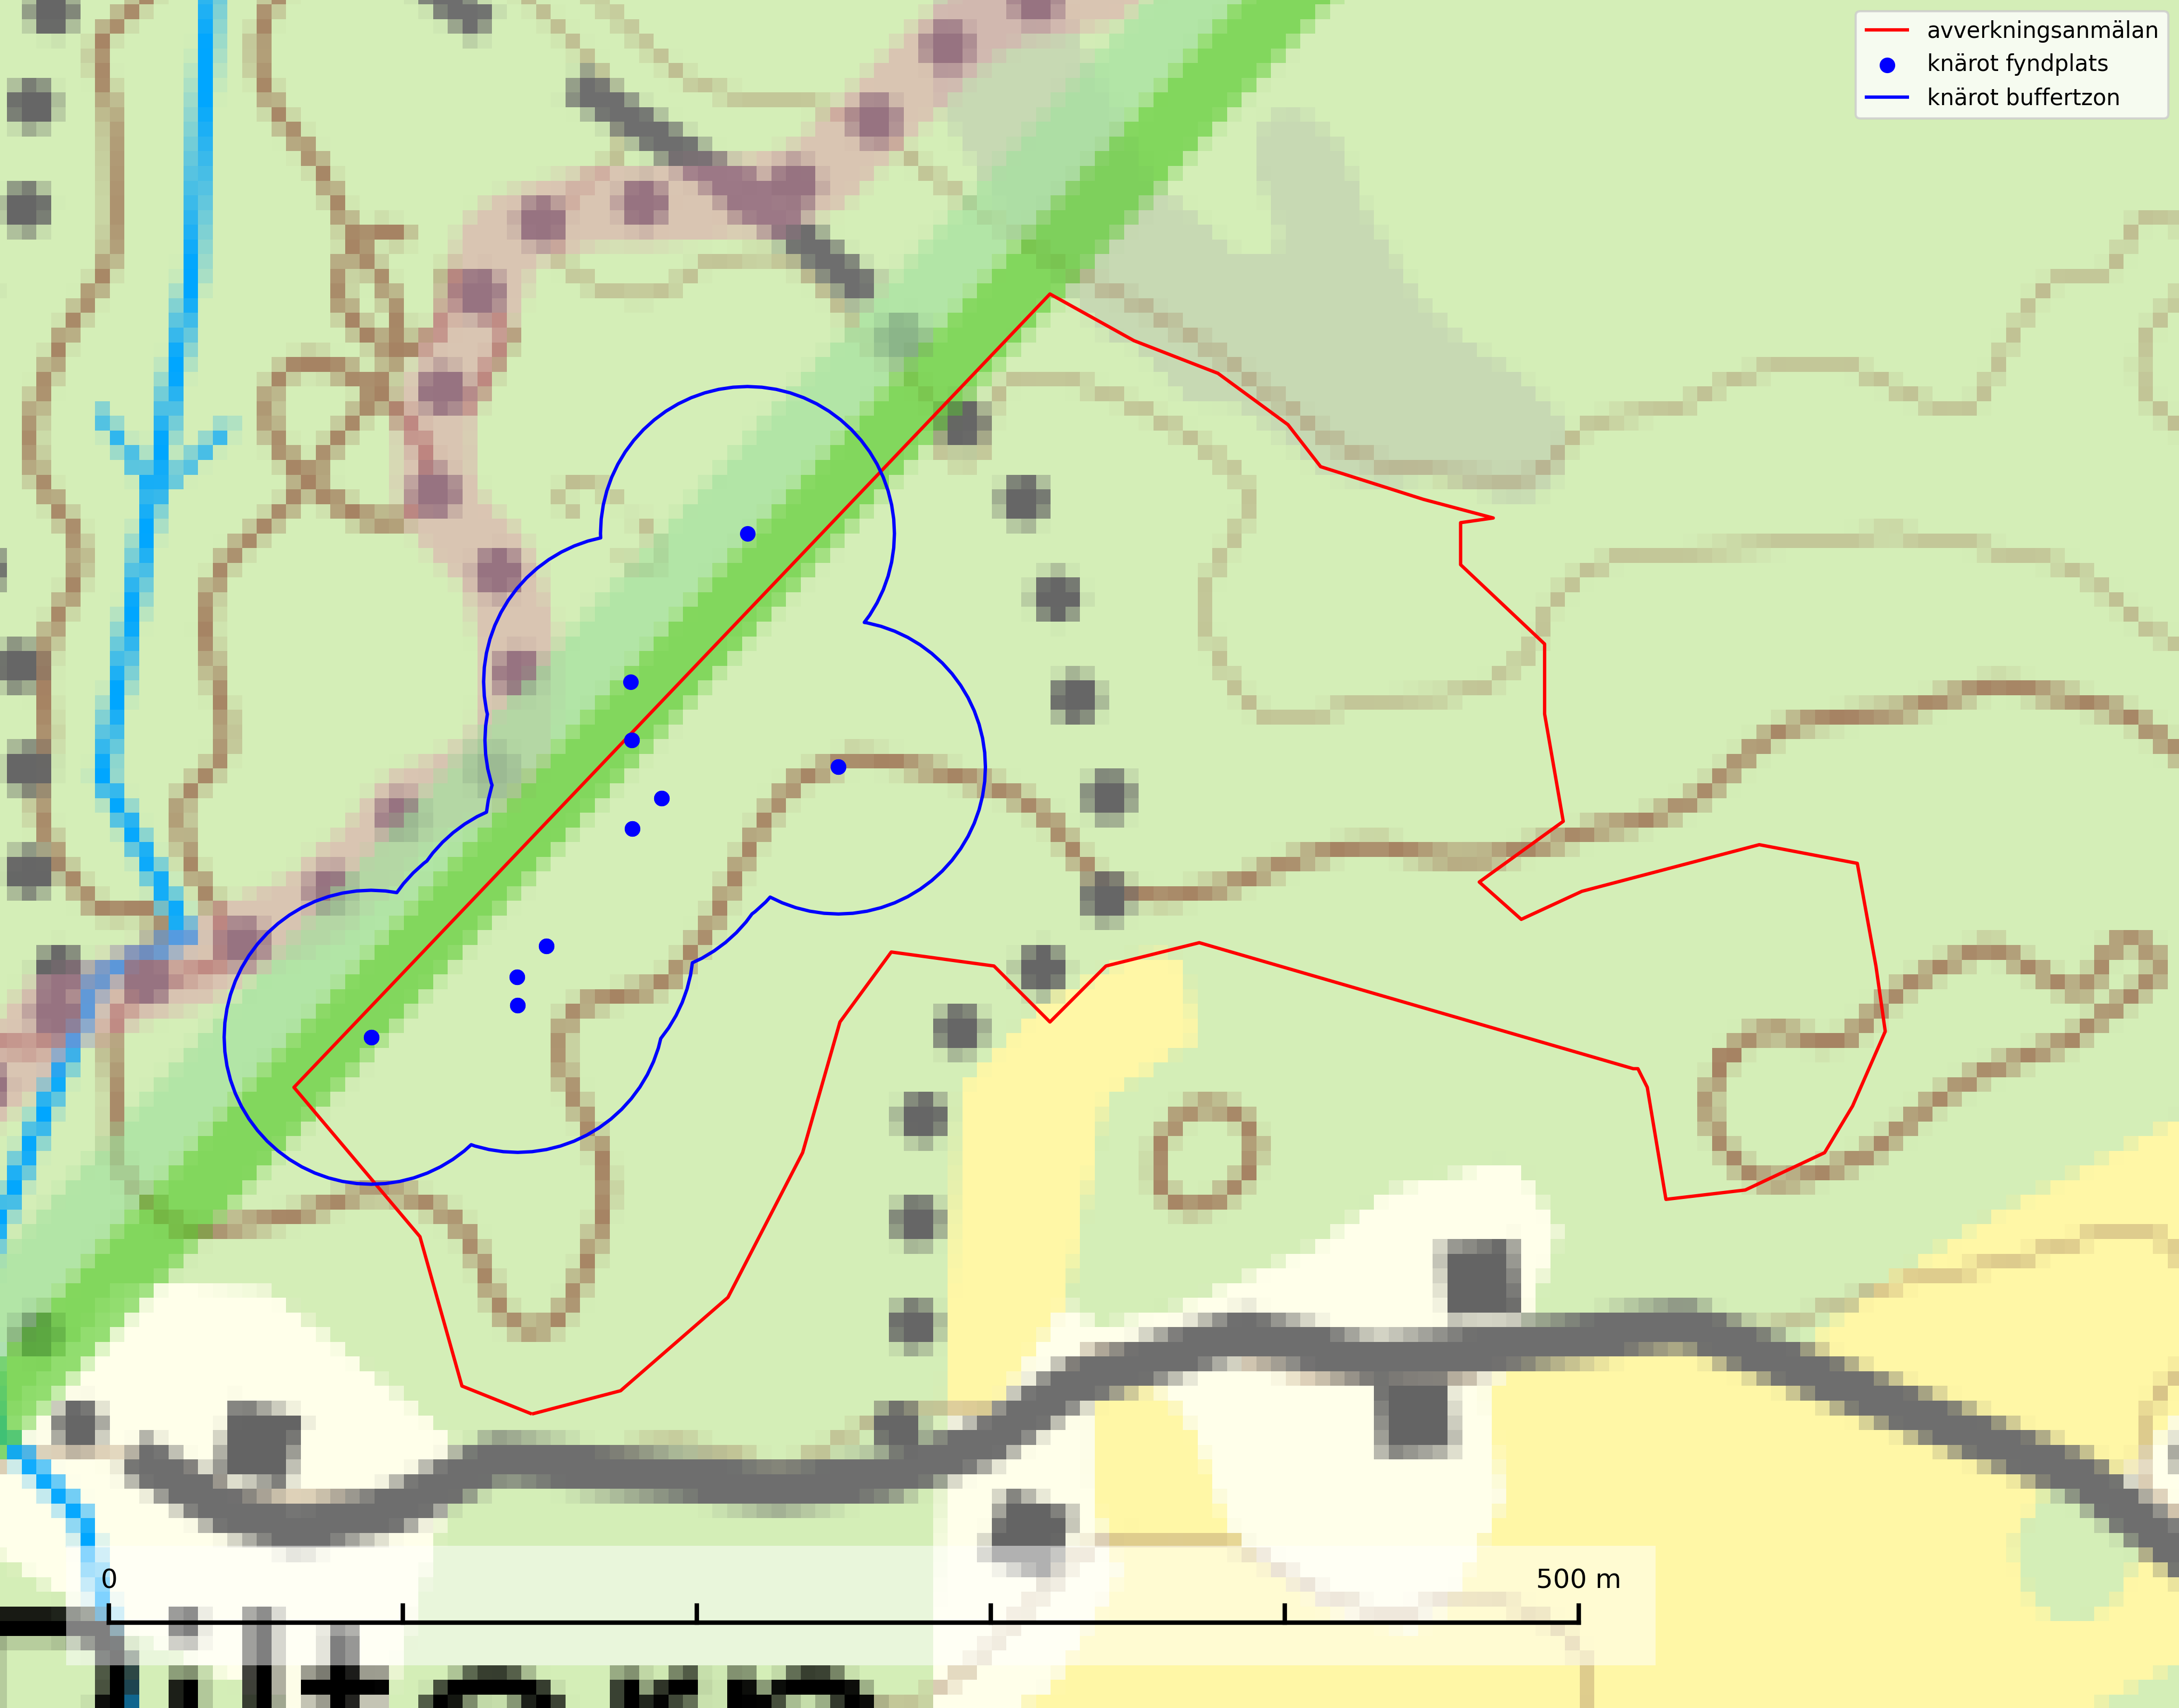 avverkningsanmälan
knärot fyndplats
knärot buffertzon
0 500 m